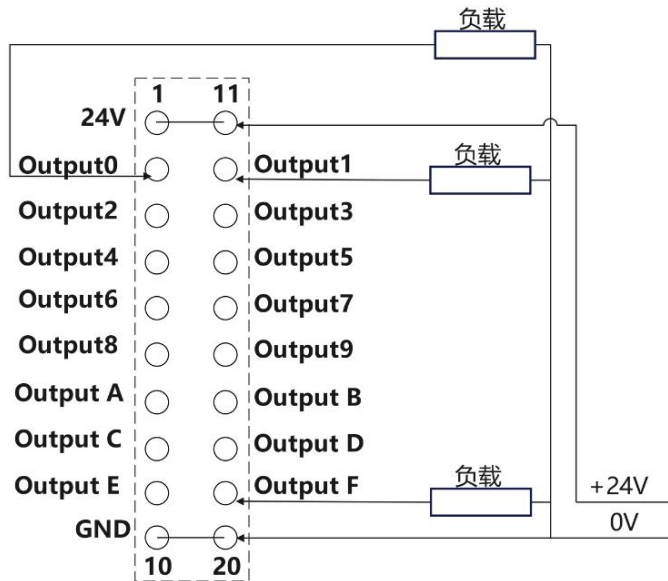 负载
1 11
24V
Output0 Output1 负载
Output2 Output3
Output4 Output5
Output6 Output7
Output8 Output9
Output A Output B
Output C Output D
Output E Output F 负载 +24V
GND 0V
10 20